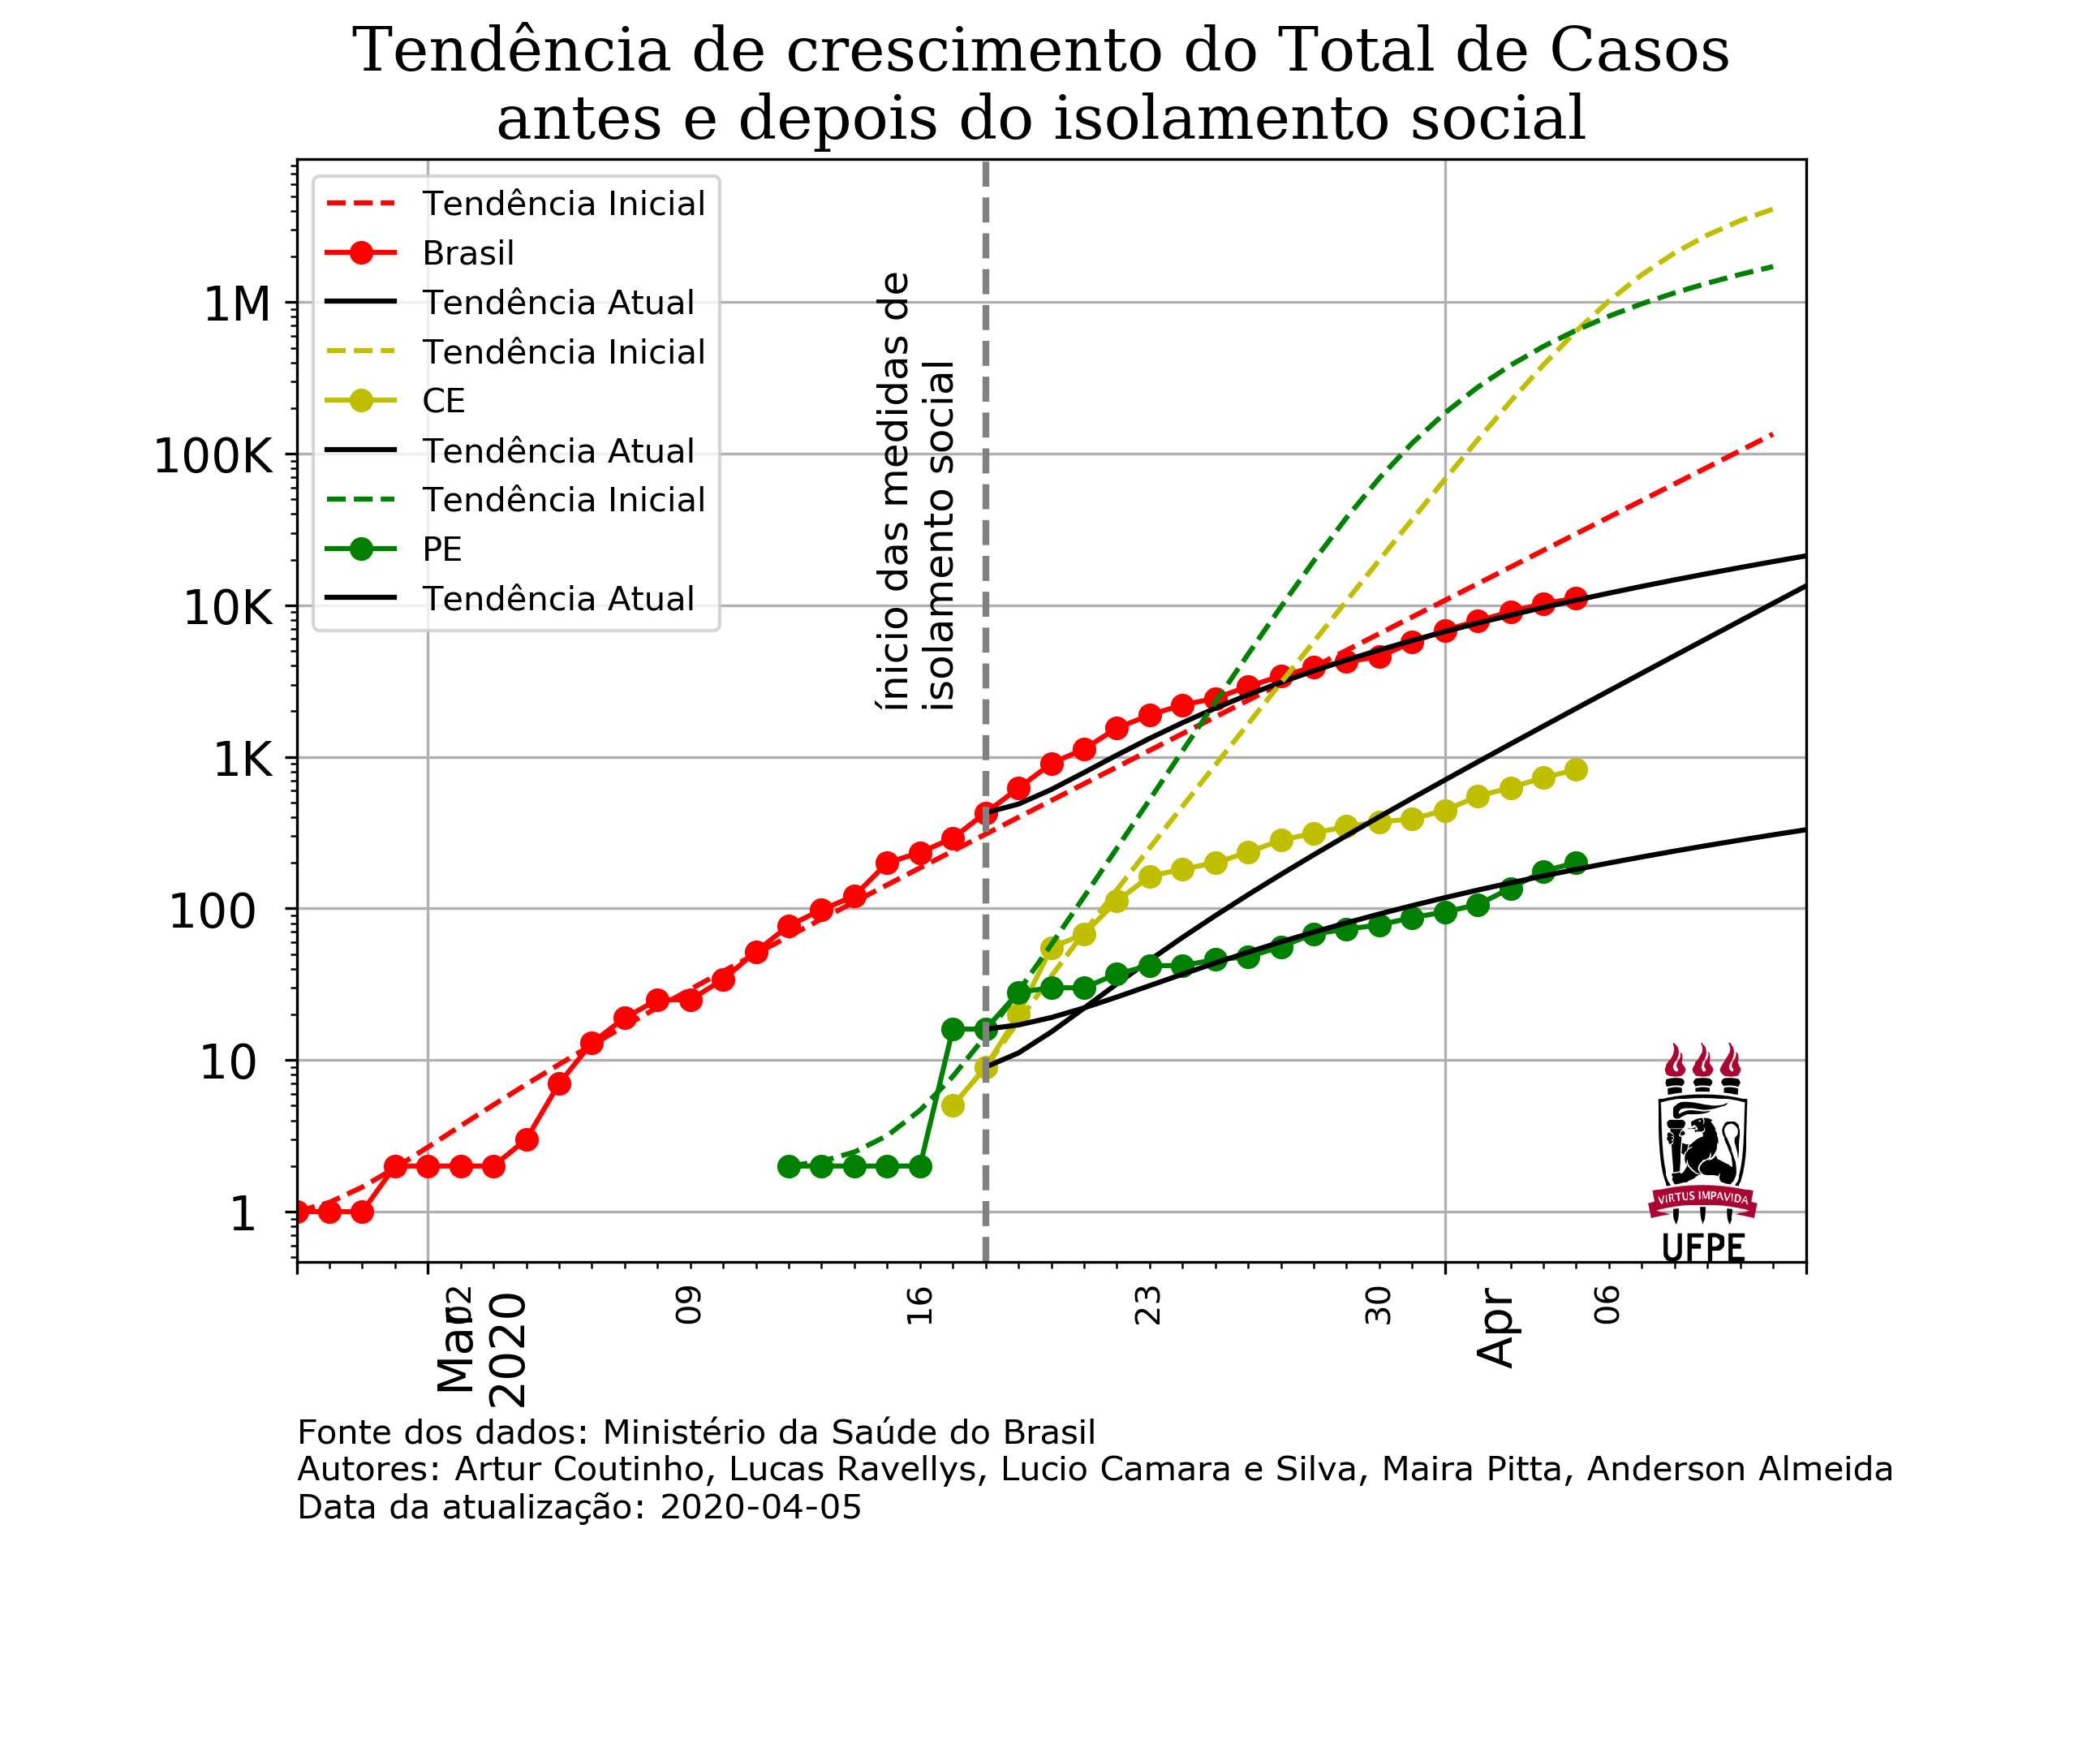 Tendência de crescimento do Total de Casos
antes e depois do isolamento social
Tendência Inicial
Brasil
Tendência Atual
Tendência Inicial
CE
Tendência Atual
Tendência Inicial
PE
Tendência Atual
ínicio das medidas de
isolamento social
1M
100K
10K
1K
100
10
1
VIRTUS IMPAVIDA
UFPE
02
09
16
23
30
06
Mar
2020
Apr
Fonte dos dados: Ministério da Saúde do Brasil
Autores: Artur Coutinho, Lucas Ravellys, Lucio Camara e Silva, Maira Pitta, Anderson Almeida
Data da atualização: 2020-04-05